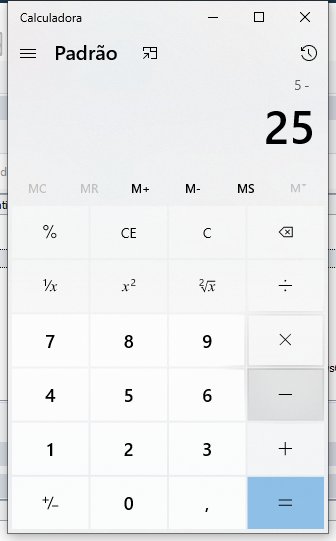 Calculadora
Padrão
5 -
25
MC MR M+ M- MS M˅
% CE C
¹/x x² ²√x ÷
7 8 9 ×
4 5 6 −
1 2 3 +
+/− 0 , =